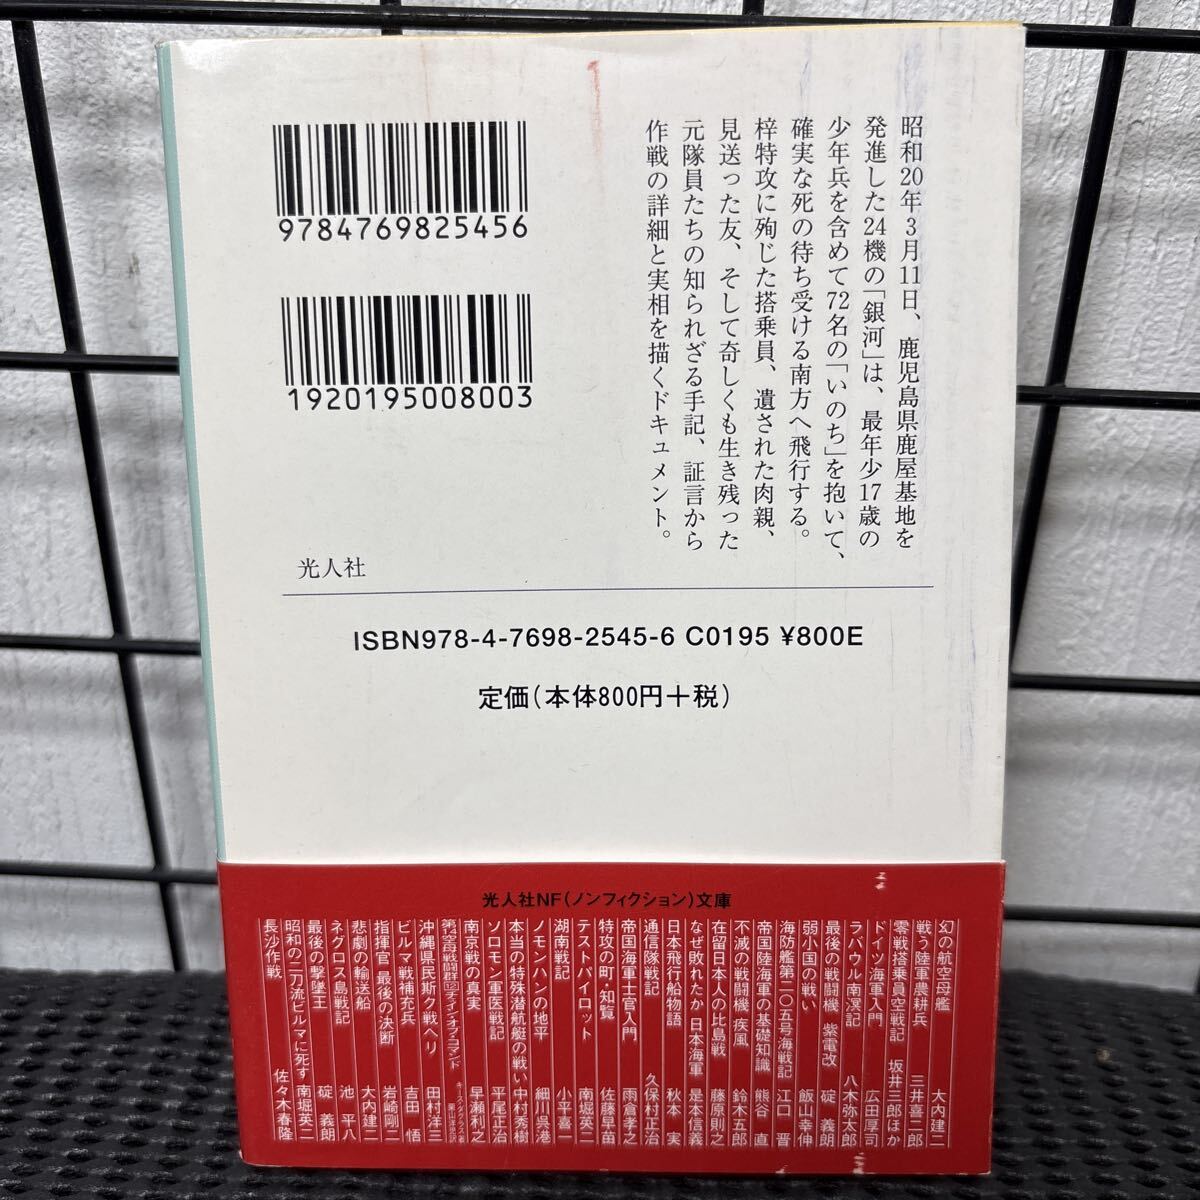 昭和20年3月11日、鹿児島県鹿屋基地を
発進した24機の「銀河」は、最年少17歳の
少年兵を含めて72名の「いのち」を抱いて、
確実な死の待ち受ける南方へ飛行する。
梓特攻に殉じた搭乗員、遺された肉親、
見送った友、そして奇しくも生き残った
元隊員たちの知られざる手記、証言から
作戦の詳細と実相を描くドキュメント。
9784769825456
1920195008003
光人社
ISBN978-4-7698-2545-6 C0195 ¥800E
定価(本体800円+税)
光人社NF(ノンフィクション)文庫
幻の航空母艦 大内建二
戦う陸軍農耕兵 三井喜二郎
零戦搭乗員空戦記 坂井三郎ほか
ドイツ海軍入門 広田厚司
ラバウル南溟記 八木弥太郎
最後の戦闘機 紫電改 碇義朗
弱小国の戦い 飯山幸伸
海防艦第二〇五号海戦記 江口晋
帝国陸海軍の基礎知識 熊谷直
不滅の戦闘機 疾風 鈴木五郎
在留日本人の比島戦 藤原則之
なぜ敗れたか 日本海軍 是本信義
日本飛行船物語 秋本実
通信隊戦記 久保村正治
帝国海軍士官入門 雨倉孝之
特攻の町・知覧 佐藤早苗
テストパイロット 南堀英二
湖南戦記 小平喜一
ノモンハンの地平 細川呉港
本当の特殊潜航艇の戦い 中村秀樹
ソロモン軍医戦記 平尾正治
南京戦の真実 早瀬利之
第4空母戦闘群 12 チェイン・オブ・コマンド キース・ダグラス著
沖縄県民斯ク戦ヘリ 田村洋三
ビルマ戦補充兵 吉田悟
指揮官 最後の決断 岩崎剛二
悲劇の輸送船 大内建二
ネグロス島戦記 池平八
最後の撃墜王 碇義朗
昭和の二刀流ビルマに死す 南堀英二
長沙作戦 佐々木春隆